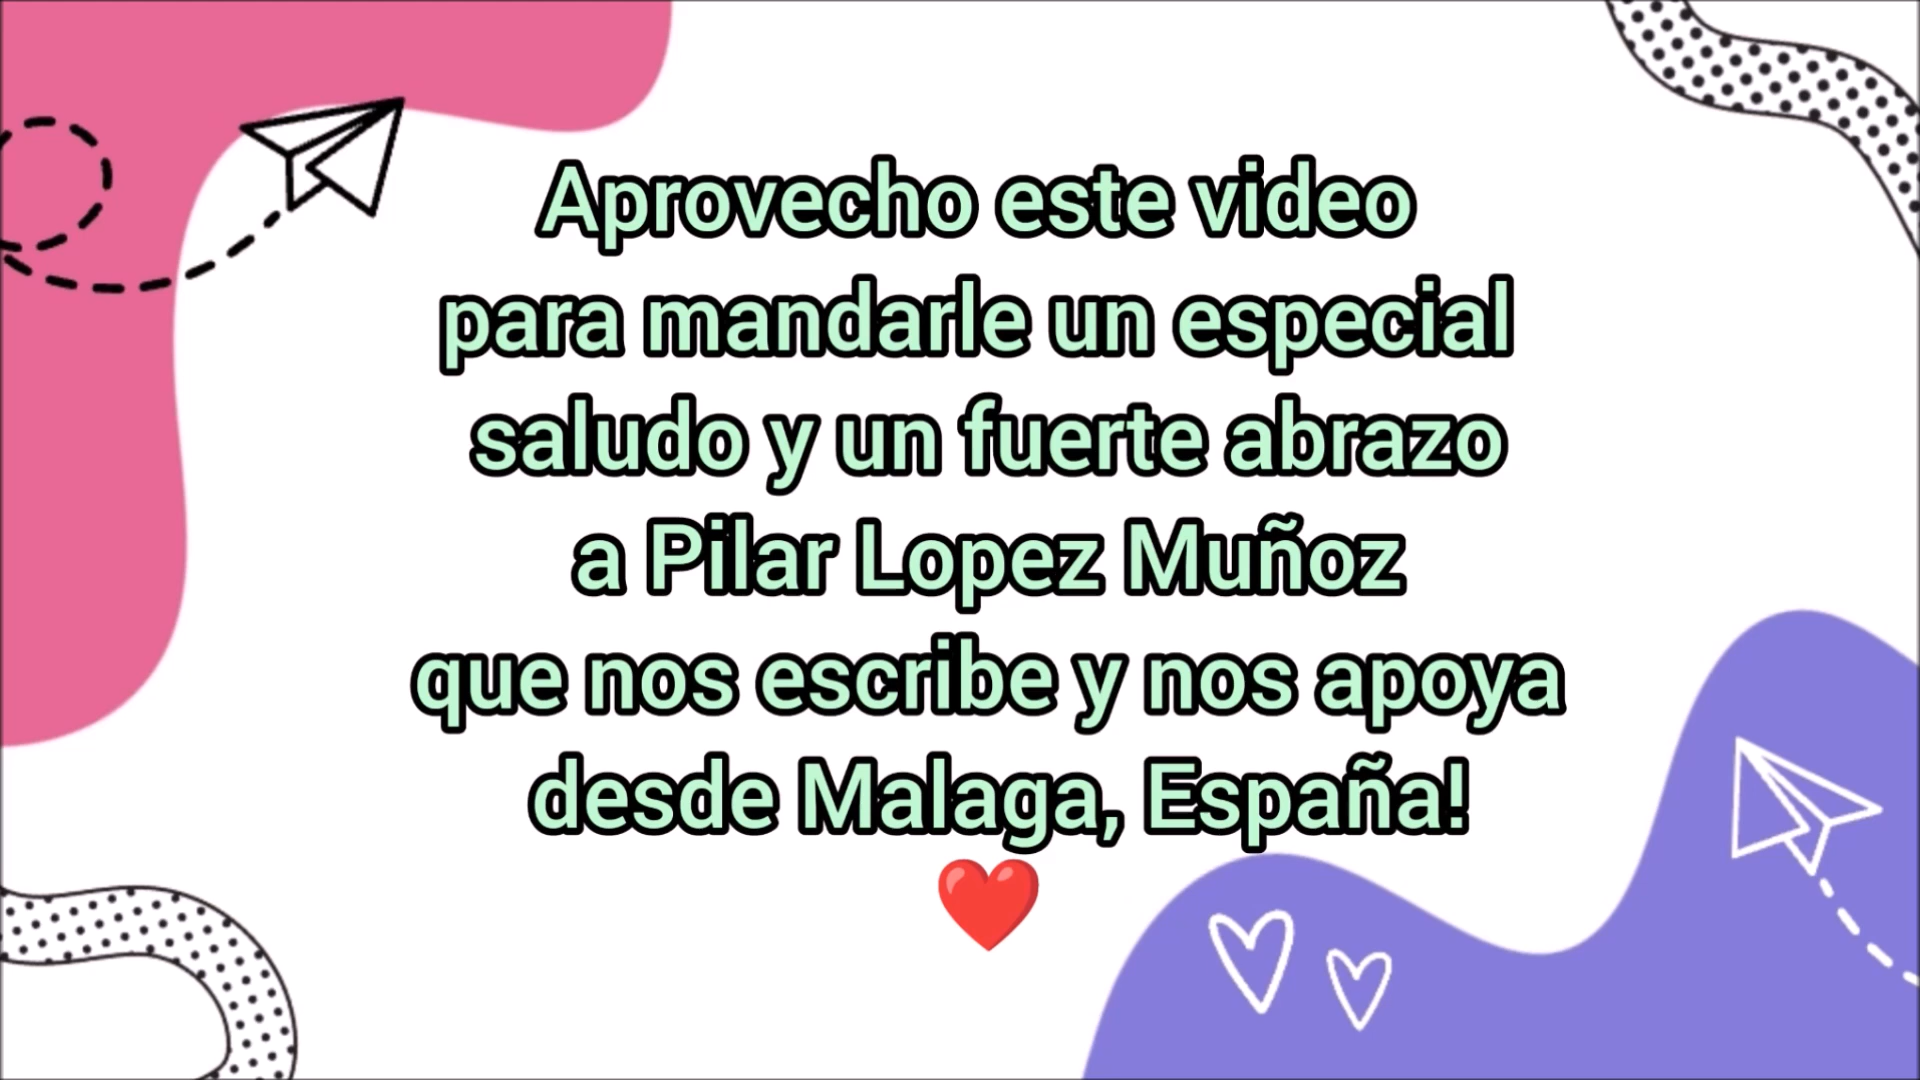 Aprovecho este video
para mandarle un especial
saludo y un fuerte abrazo
a Pilar Lopez Muñoz
que nos escribe y nos apoya
desde Malaga, España!
❤️